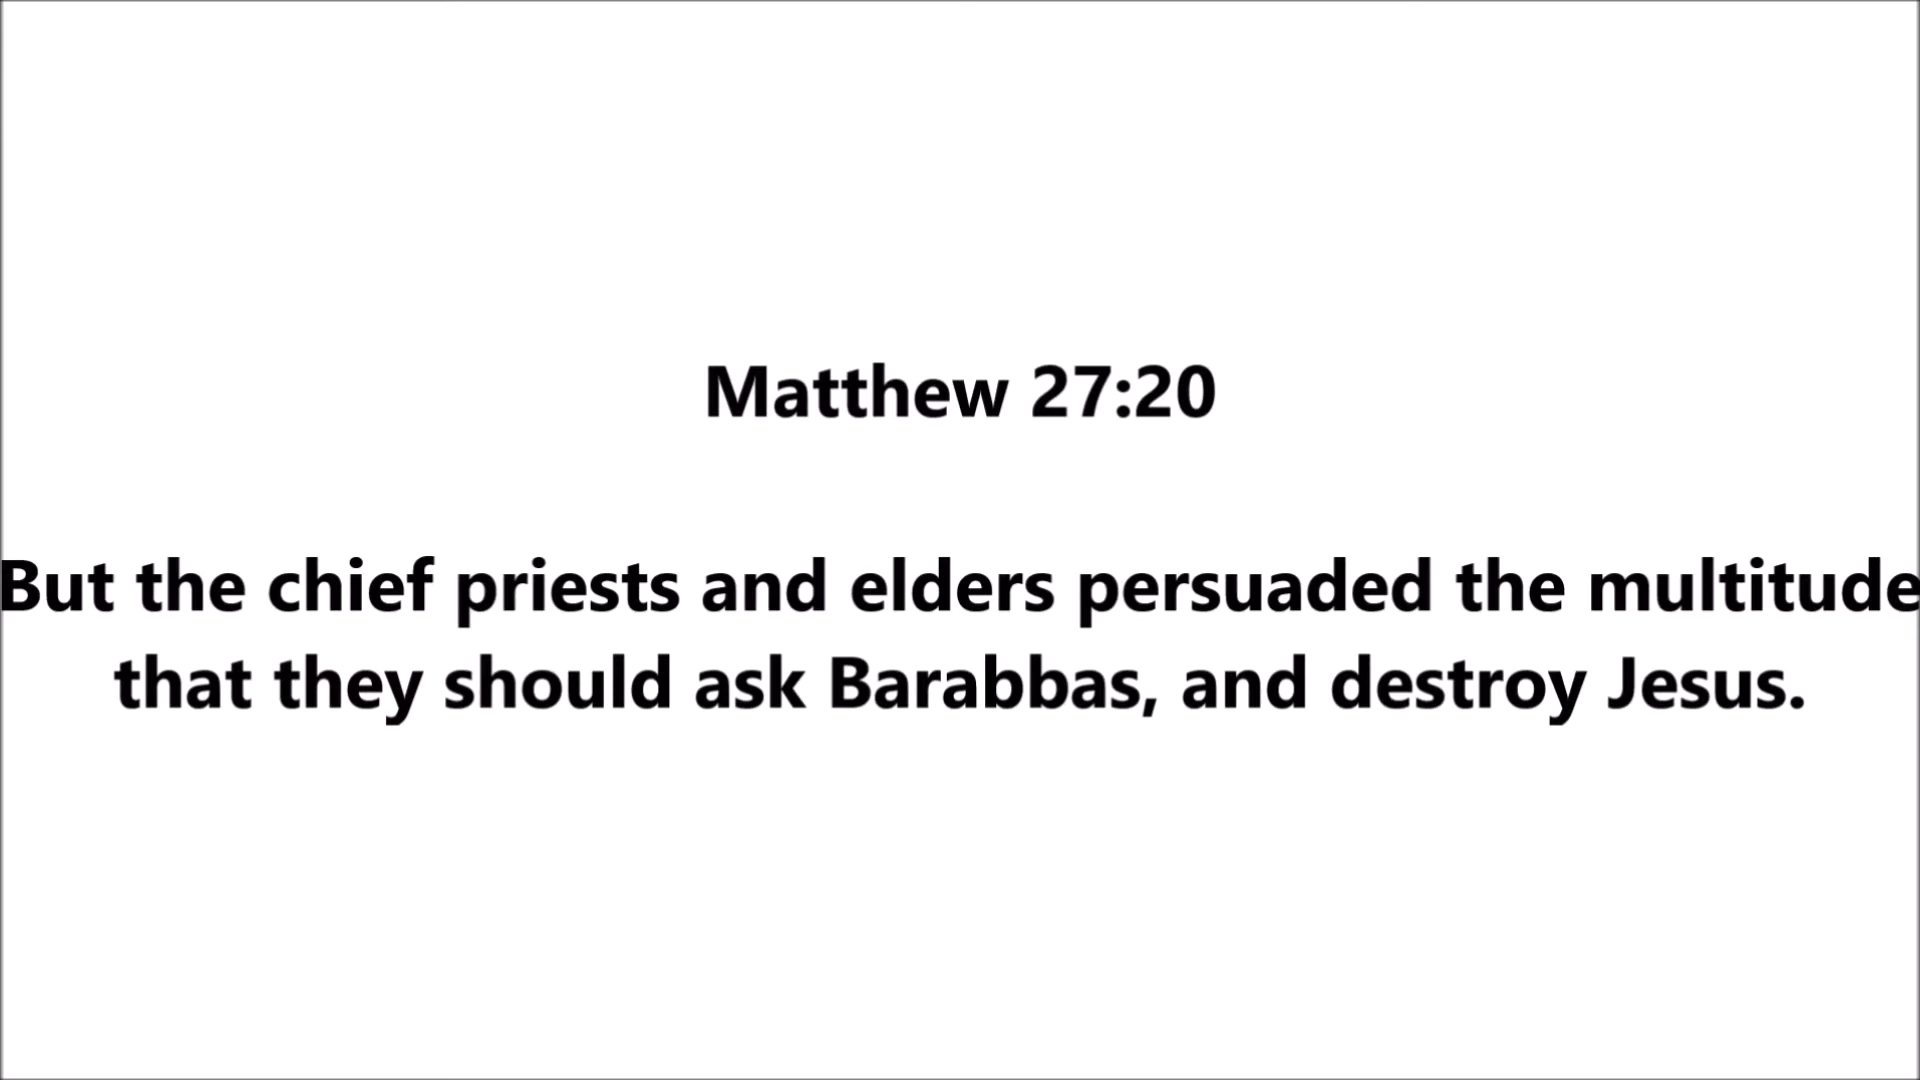 Matthew 27:20
But the chief priests and elders persuaded the multitude
that they should ask Barabbas, and destroy Jesus.